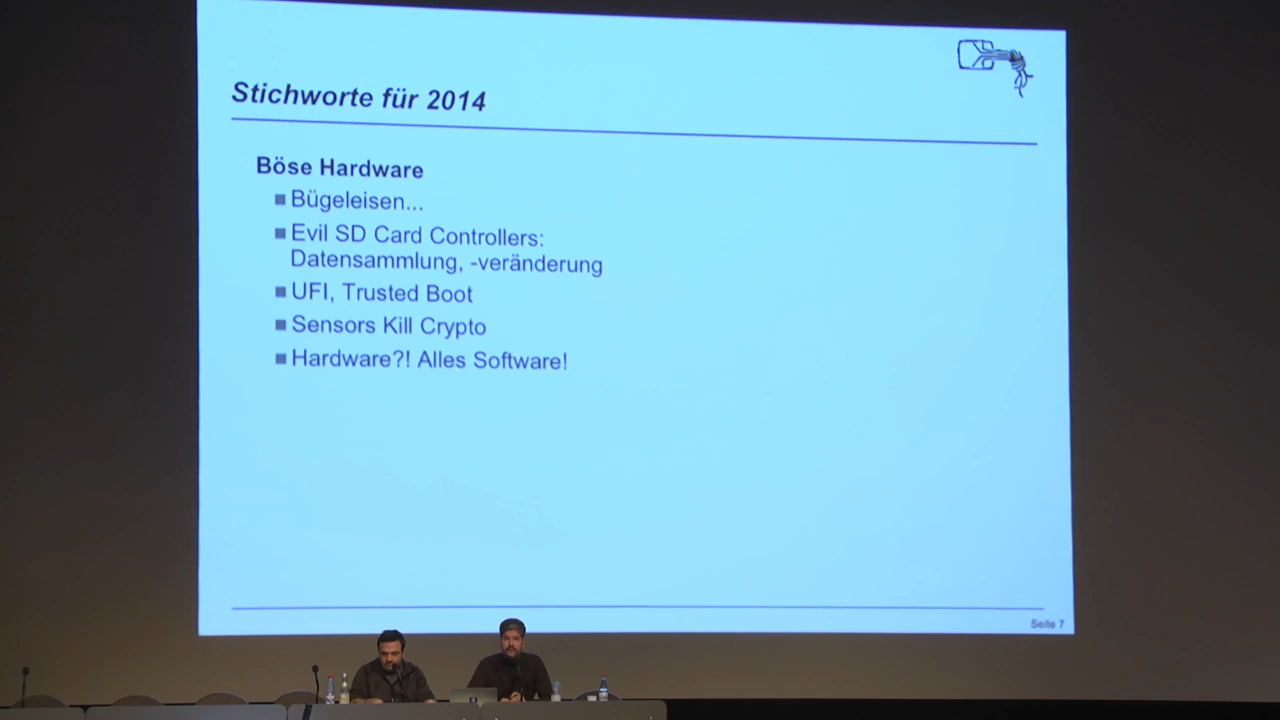 Stichworte für 2014
Böse Hardware
Bügeleisen...
Evil SD Card Controllers:
Datensammlung, -veränderung
UFI, Trusted Boot
Sensors Kill Crypto
Hardware?! Alles Software!
Seite 7